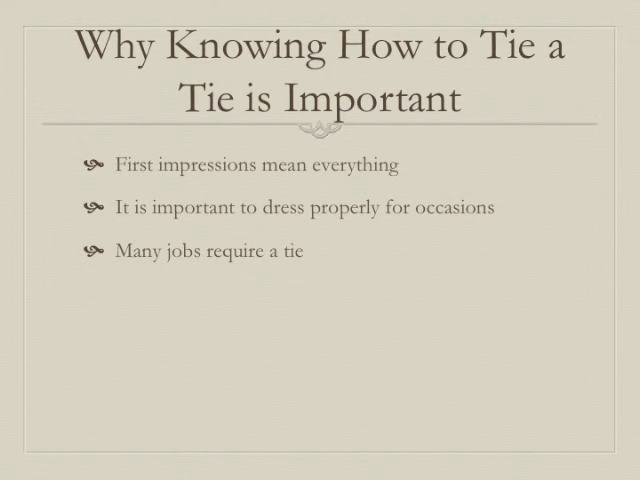 Why Knowing How to Tie a
Tie is Important
First impressions mean everything
It is important to dress properly for occasions
Many jobs require a tie